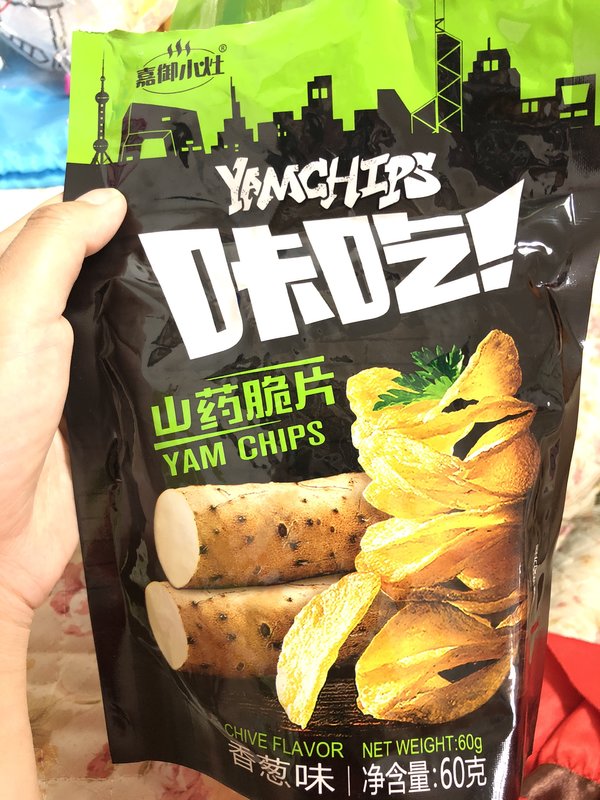 嘉御小灶®
YAMCHIPS
咔吃!
山药脆片
YAM CHIPS
CHIVE FLAVOR NET WEIGHT:60g
香葱味 | 净含量:60克